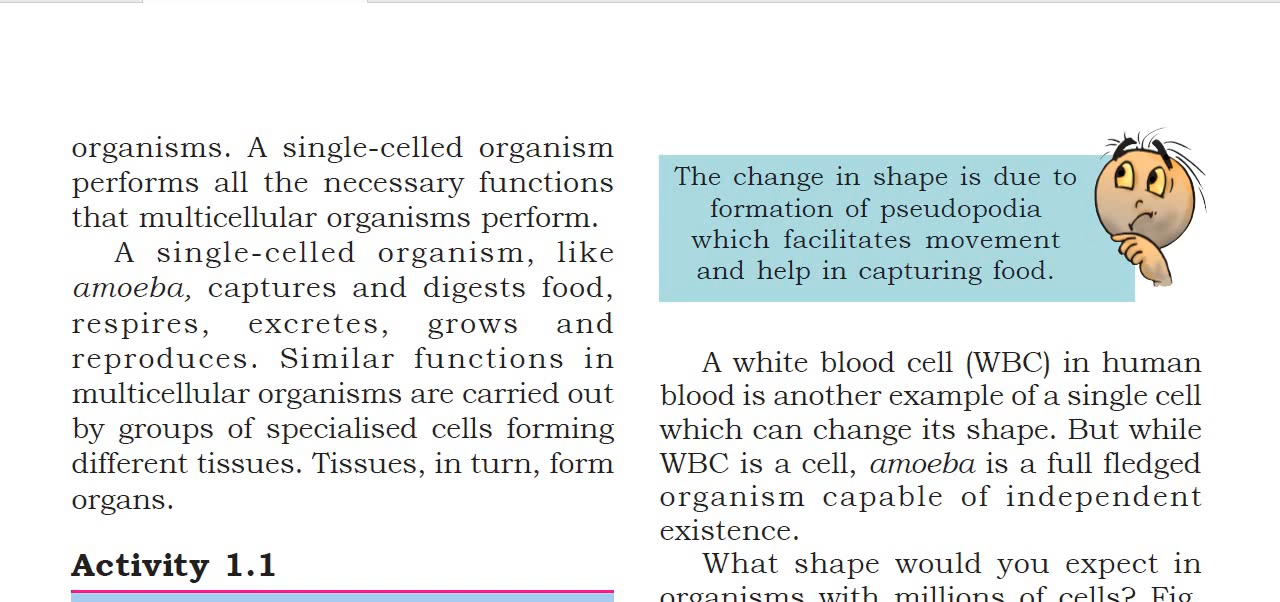 organisms. A single-celled organism
performs all the necessary functions
that multicellular organisms perform.
A single-celled organism, like
amoeba, captures and digests food,
respires, excretes, grows and
reproduces. Similar functions in
multicellular organisms are carried out
by groups of specialised cells forming
different tissues. Tissues, in turn, form
organs.
Activity 1.1
The change in shape is due to
formation of pseudopodia
which facilitates movement
and help in capturing food.
A white blood cell (WBC) in human
blood is another example of a single cell
which can change its shape. But while
WBC is a cell, amoeba is a full fledged
organism capable of independent
existence.
What shape would you expect in
organisms with millions of cells? Fig.